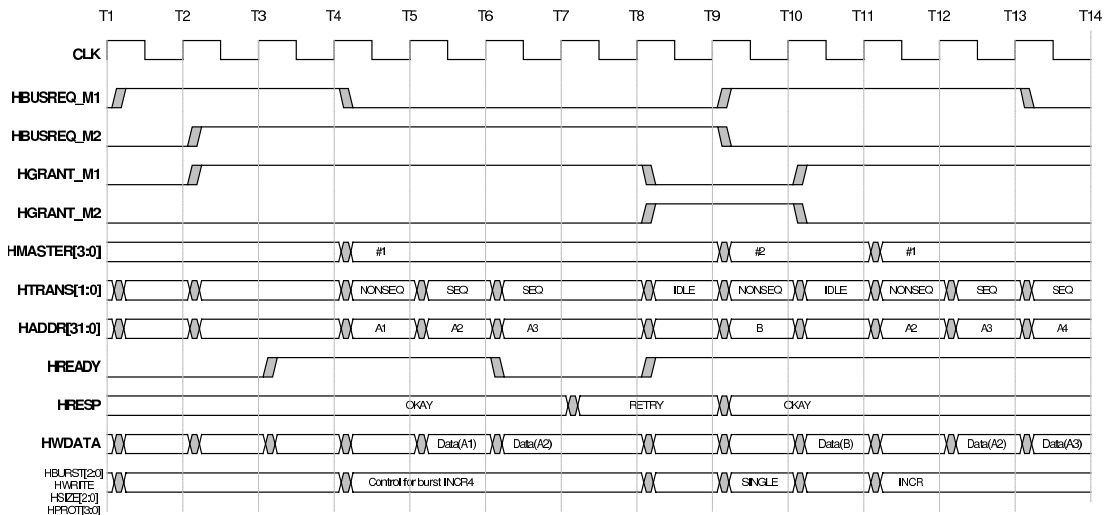 T1 T2 T3 T4 T5 T6 T7 T8 T9 T10 T11 T12 T13 T14
CLK
HBUSREQ_M1
HBUSREQ_M2
HGRANT_M1
HGRANT_M2
HMASTER[3:0] #1 #2 #1
HTRANS[1:0] NONSEQ SEQ SEQ IDLE NONSEQ IDLE NONSEQ SEQ SEQ
HADDR[31:0] A1 A2 A3 B A2 A3 A4
HREADY
HRESP OKAY RETRY OKAY
HWDATA Data(A1) Data(A2) Data(B) Data(A2) Data(A3)
HBURST[2:0]
HWRITE Control for burst INCR4 SINGLE INCR
HSIZE[2:0]
HPROT[3:0]